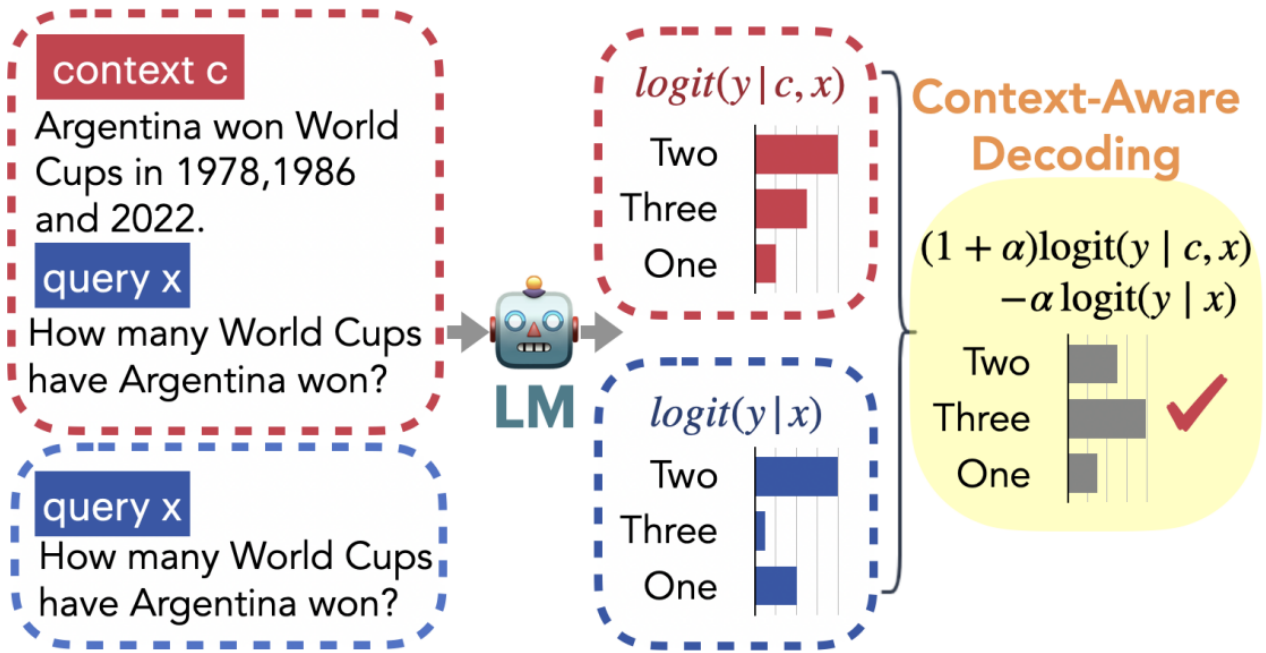 context c
Argentina won World
Cups in 1978,1986
and 2022.
query x
How many World Cups
have Argentina won?
query x
How many World Cups
have Argentina won?
LM
logit(y | c, x)
Two
Three
One
logit(y | x)
Two
Three
One
Context-Aware
Decoding
(1 + α)logit(y | c, x)
−α logit(y | x)
Two
Three
One